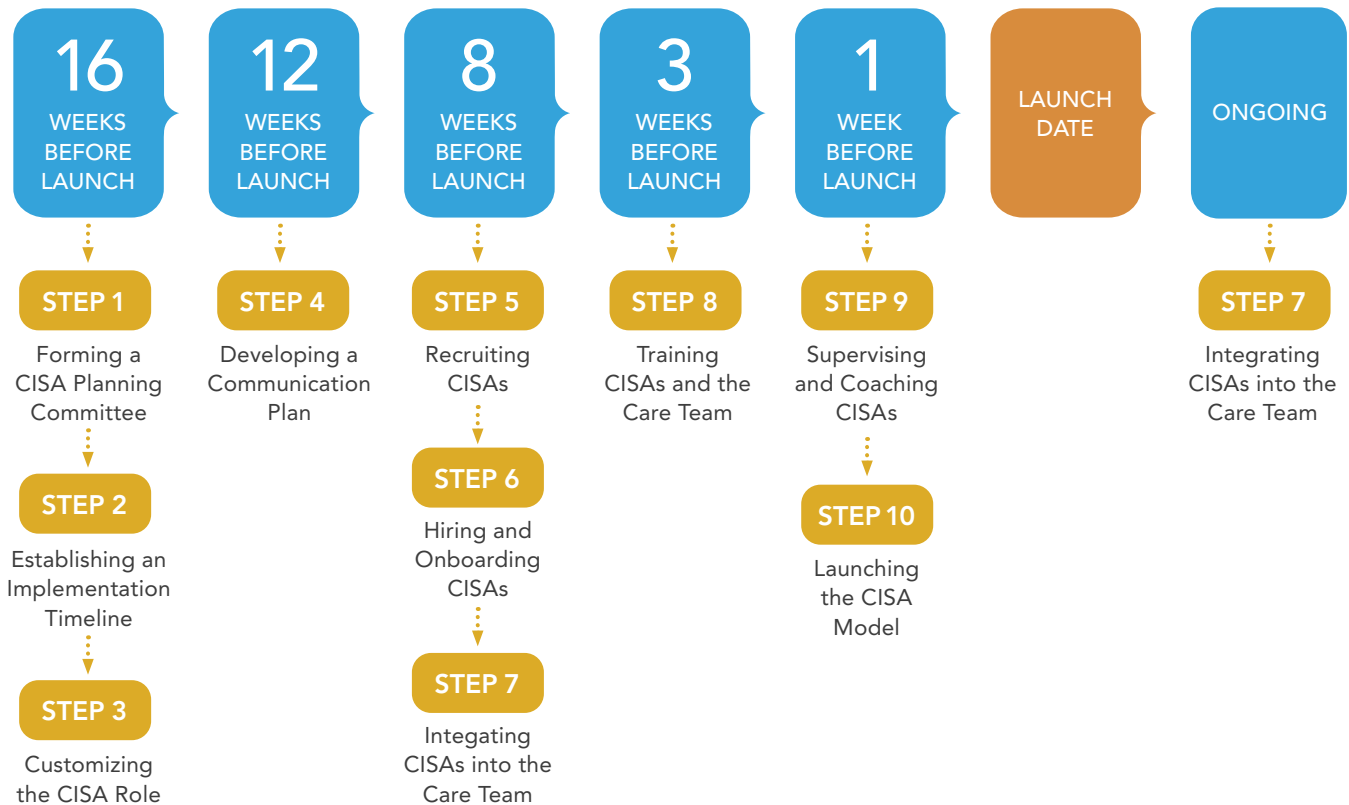 16
WEEKS
BEFORE
LAUNCH
STEP 1
Forming a
CISA Planning
Committee
STEP 2
Establishing an
Implementation
Timeline
STEP 3
Customizing
the CISA Role
12
WEEKS
BEFORE
LAUNCH
STEP 4
Developing a
Communication
Plan
8
WEEKS
BEFORE
LAUNCH
STEP 5
Recruiting
CISAs
STEP 6
Hiring and
Onboarding
CISAs
STEP 7
Integating
CISAs into the
Care Team
3
WEEKS
BEFORE
LAUNCH
STEP 8
Training
CISAs and the
Care Team
1
WEEK
BEFORE
LAUNCH
STEP 9
Supervising
and Coaching
CISAs
STEP 10
Launching
the CISA
Model
LAUNCH
DATE
ONGOING
STEP 7
Integrating
CISAs into the
Care Team